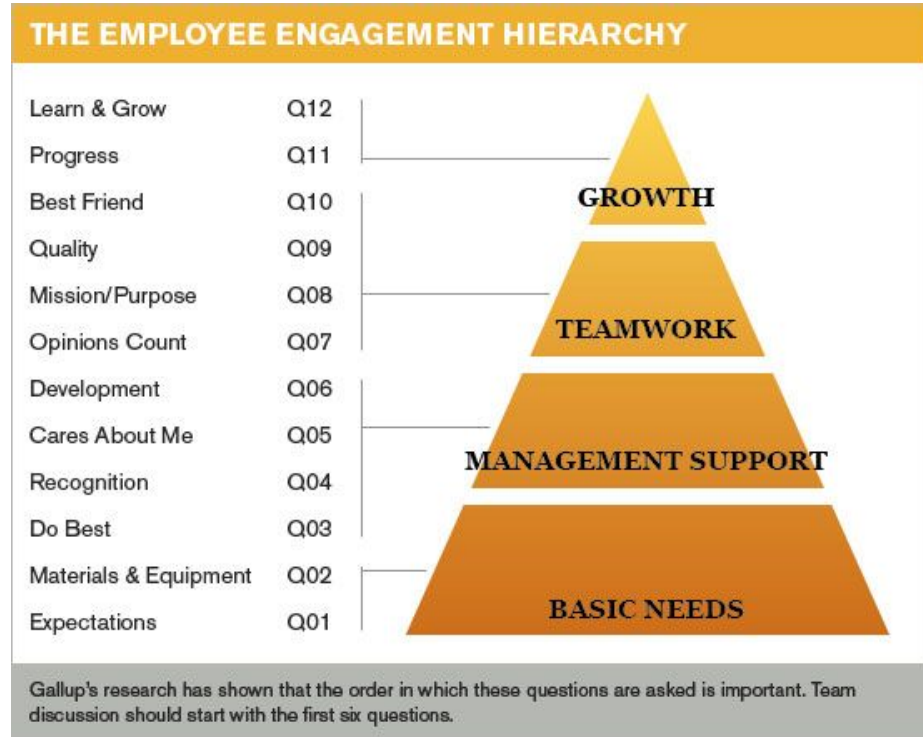 THE EMPLOYEE ENGAGEMENT HIERARCHY
Learn & Grow Q12
Progress Q11
Best Friend Q10
Quality Q09
Mission/Purpose Q08
Opinions Count Q07
Development Q06
Cares About Me Q05
Recognition Q04
Do Best Q03
Materials & Equipment Q02
Expectations Q01
GROWTH
TEAMWORK
MANAGEMENT SUPPORT
BASIC NEEDS
Gallup's research has shown that the order in which these questions are asked is important. Team
discussion should start with the first six questions.